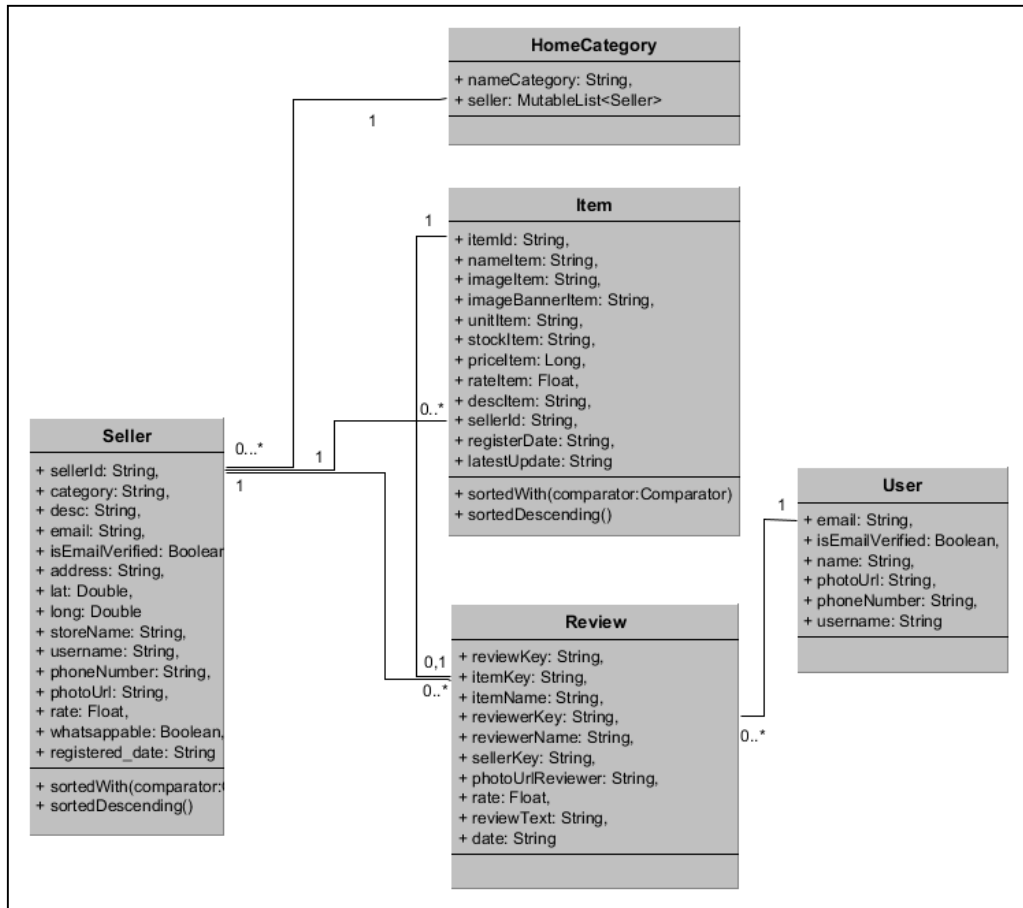 HomeCategory
+ nameCategory: String,
+ seller: MutableList<Seller>
1
Item
1
+ itemId: String,
+ nameItem: String,
+ imageItem: String,
+ imageBannerItem: String,
+ unitItem: String,
+ stockItem: String,
+ priceItem: Long,
+ rateItem: Float,
+ descItem: String,
0..*
+ sellerId: String,
+ registerDate: String,
+ latestUpdate: String
+ sortedWith(comparator:Comparator)
+ sortedDescending()
Seller
0...*
1
1
+ sellerId: String,
+ category: String,
+ desc: String,
+ email: String,
+ isEmailVerified: Boolean
+ address: String,
+ lat: Double,
+ long: Double
+ storeName: String,
+ username: String,
+ phoneNumber: String,
+ photoUrl: String,
+ rate: Float,
+ whatsappable: Boolean,
+ registered_date: String
+ sortedWith(comparator:
+ sortedDescending()
User
1
+ email: String,
+ isEmailVerified: Boolean,
+ name: String,
+ photoUrl: String,
+ phoneNumber: String,
+ username: String
Review
0,1
0..*
+ reviewKey: String,
+ itemKey: String,
+ itemName: String,
+ reviewerKey: String,
+ reviewerName: String,
+ sellerKey: String,
+ photoUrlReviewer: String,
+ rate: Float,
+ reviewText: String,
+ date: String
0..*